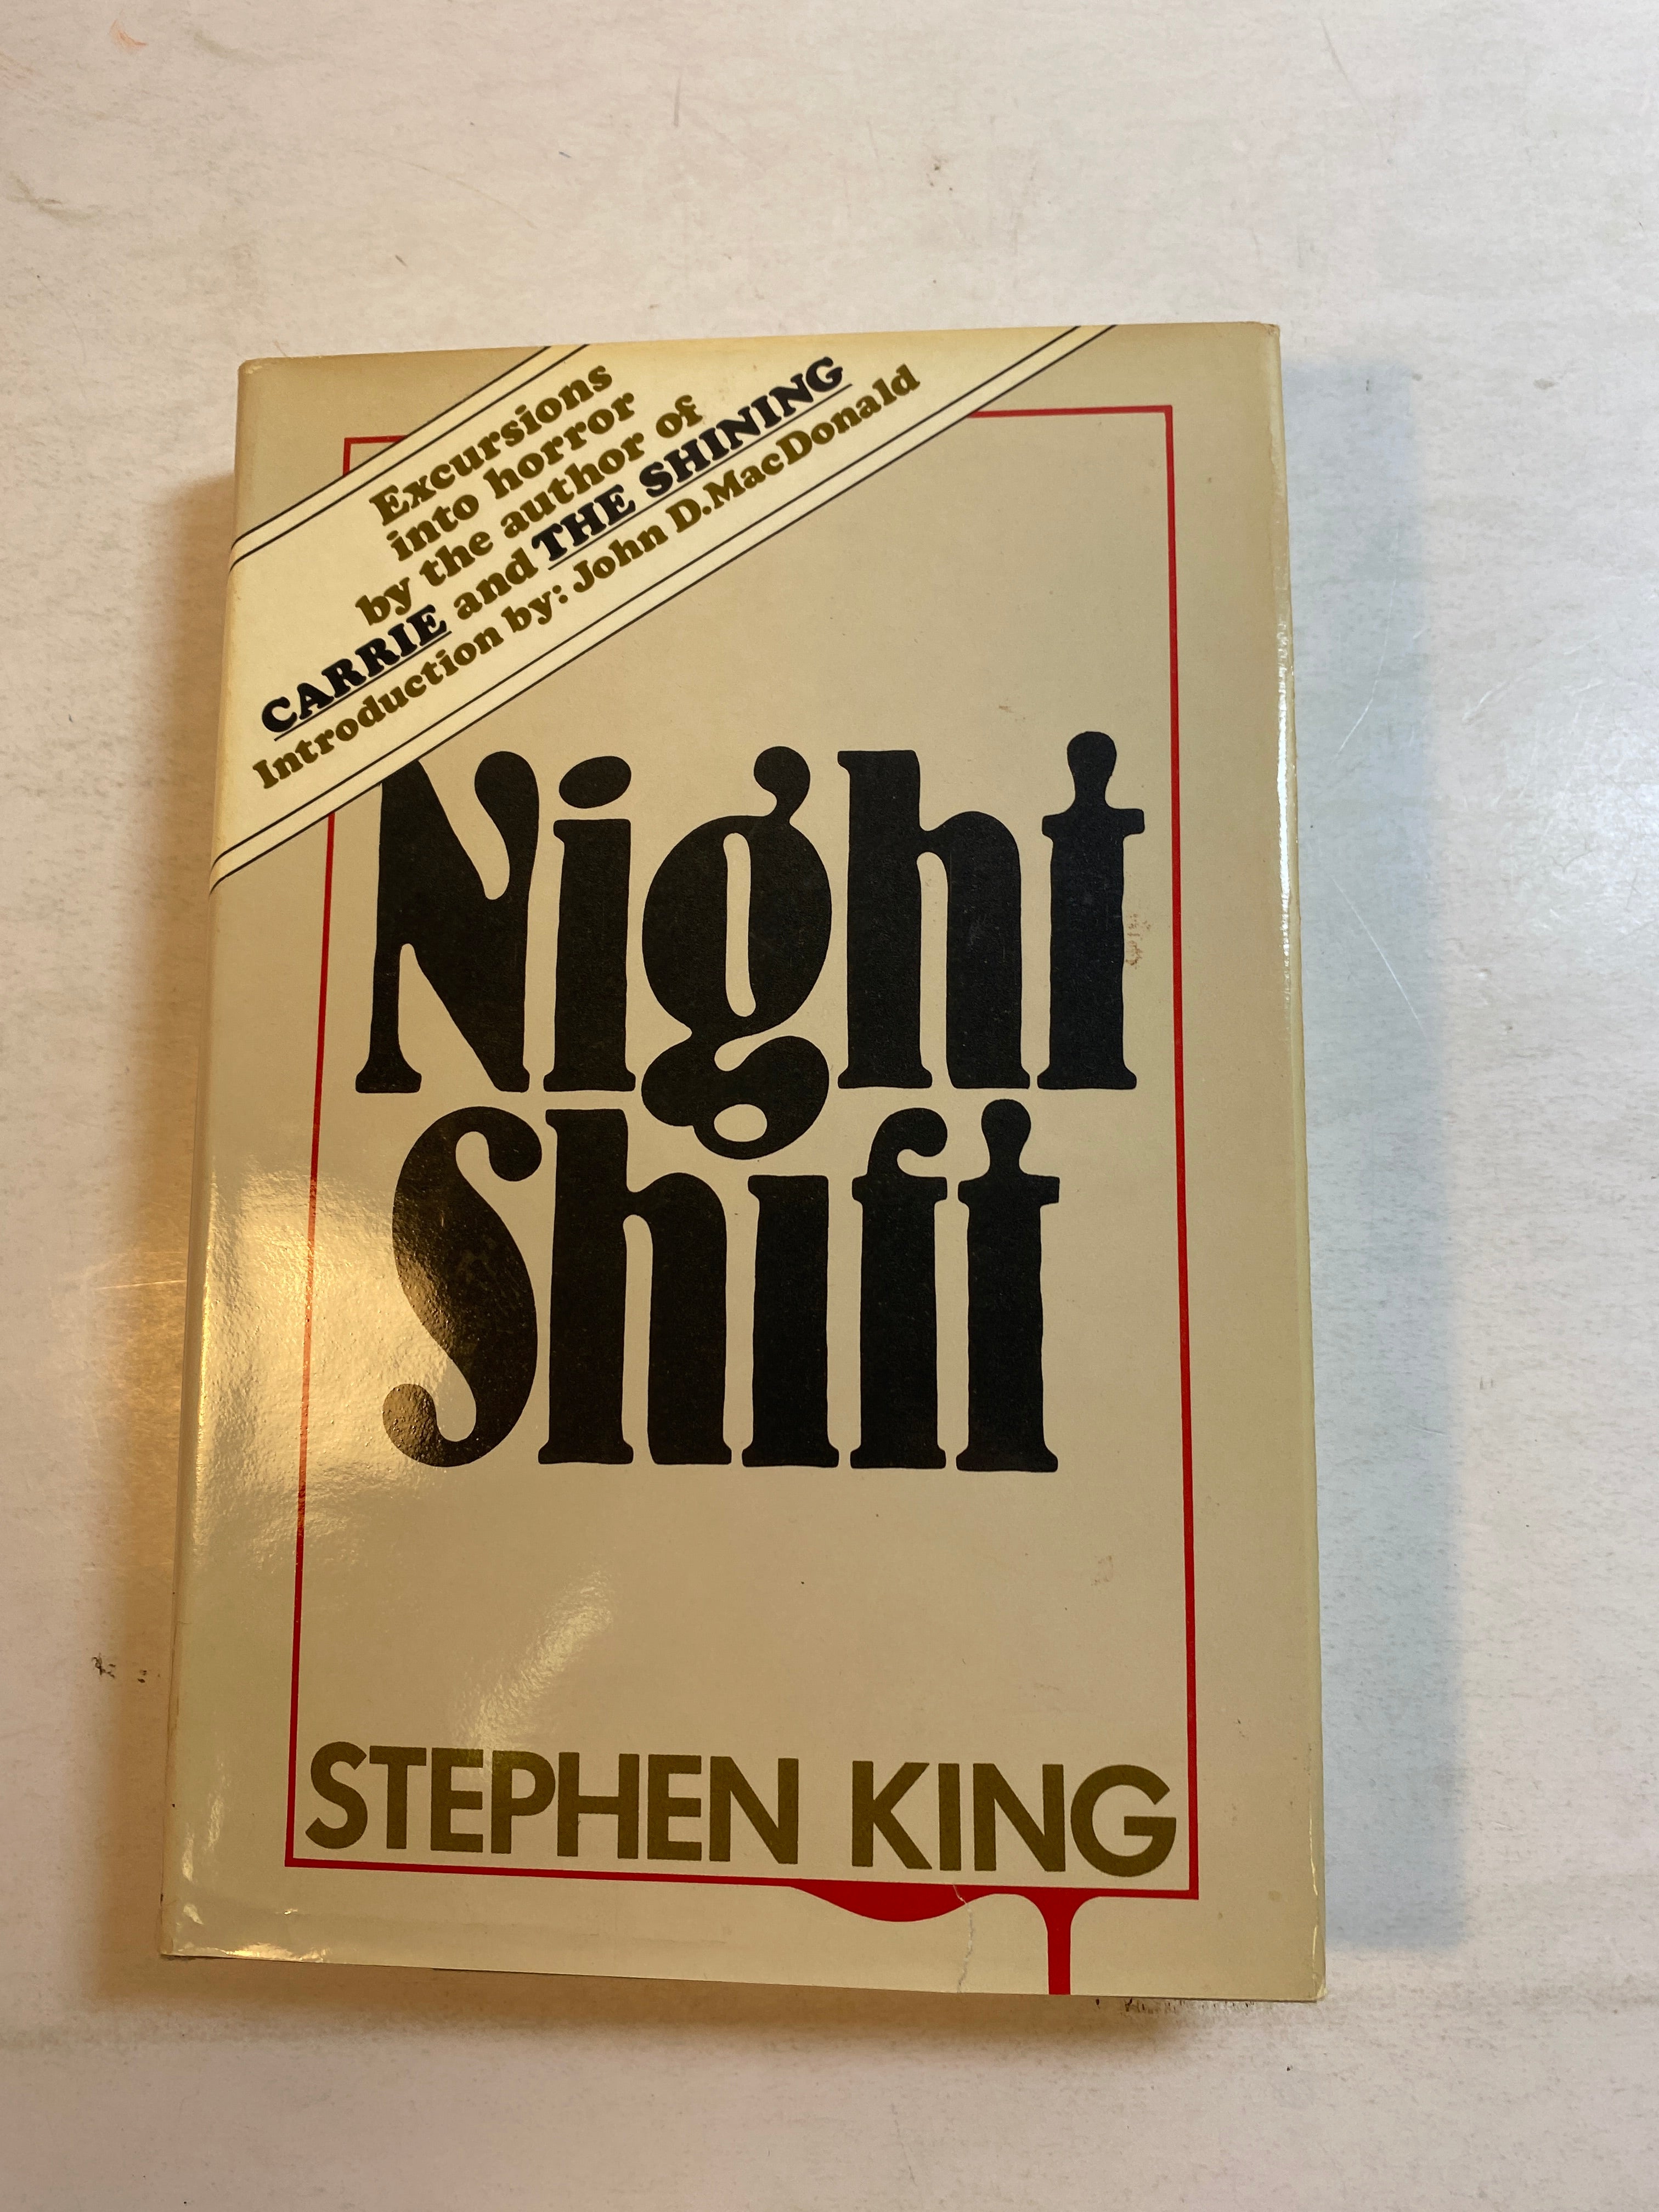 Excursions
into horror
by the author of
CARRIE and THE SHINING
Introduction by: John D. MacDonald
Night
Shift
STEPHEN KING